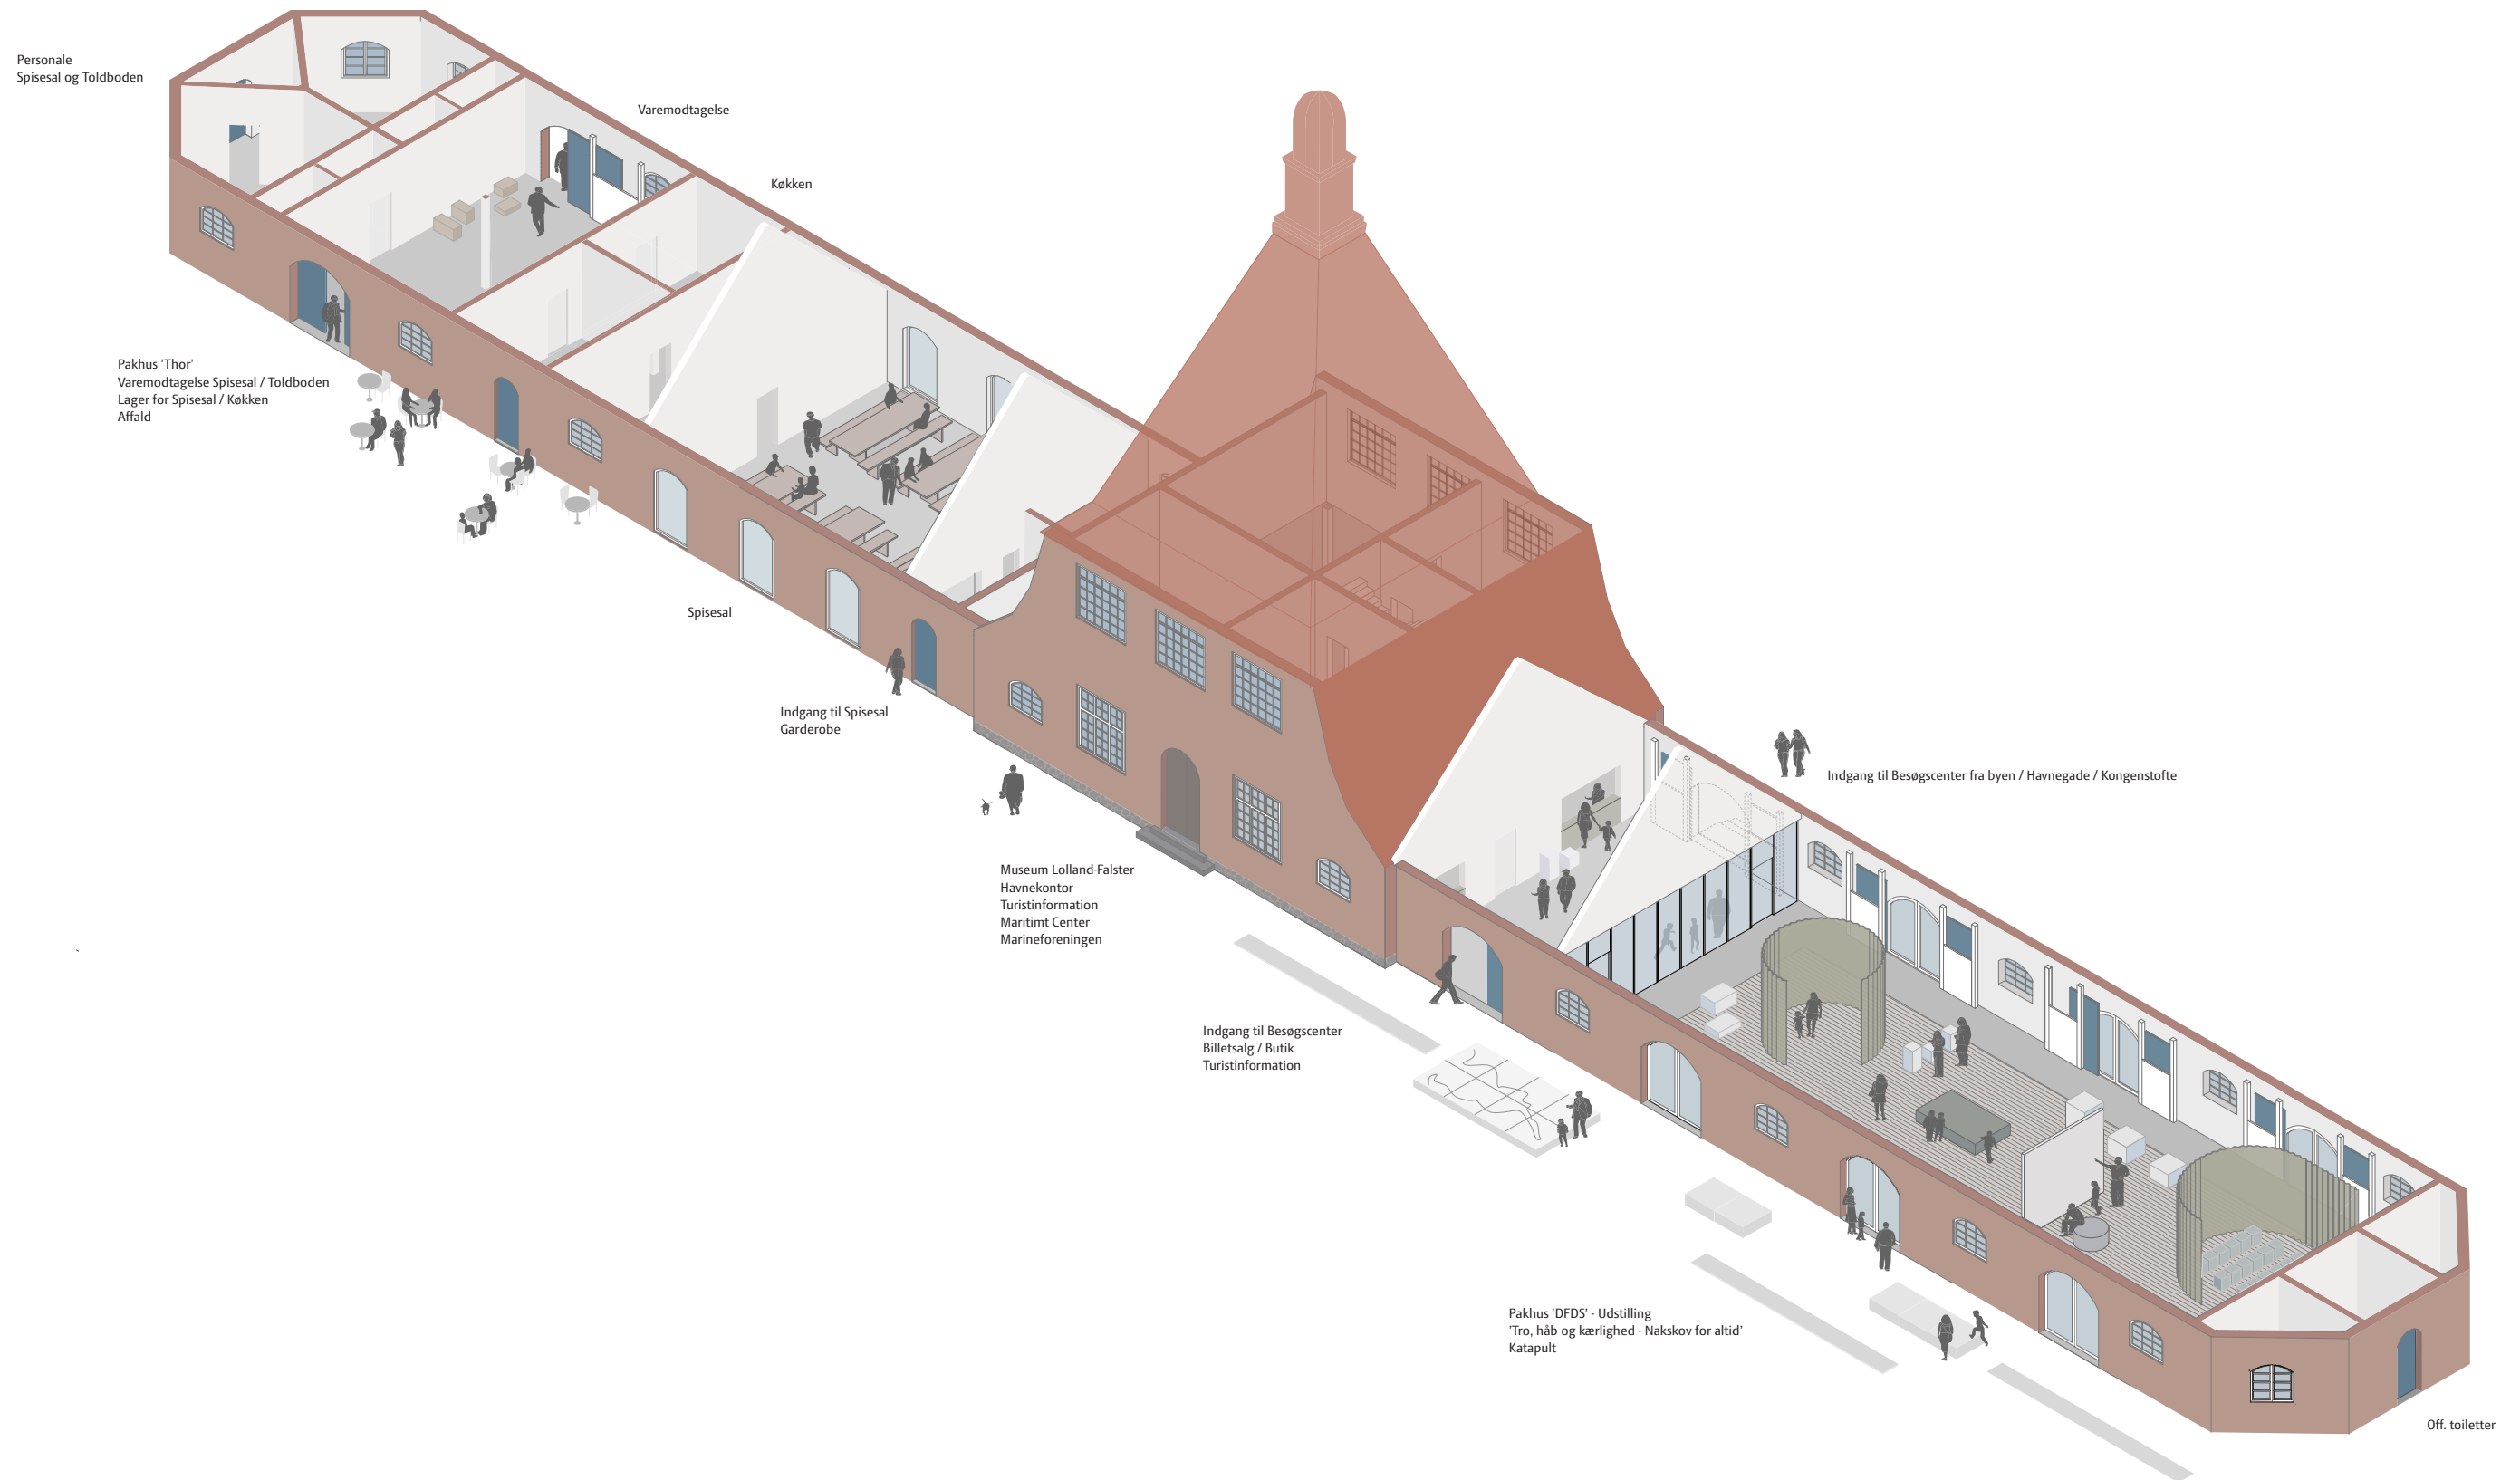 Personale
Spisesal og Toldboden
Varemodtagelse
Køkken
Pakhus 'Thor'
Varemodtagelse Spisesal / Toldboden
Lager for Spisesal / Køkken
Affald
Spisesal
Indgang til Spisesal
Garderobe
Indgang til Besøgscenter fra byen / Havnegade / Kongenstofte
Museum Lolland-Falster
Havnekontor
Turistinformation
Maritimt Center
Marineforeningen
Indgang til Besøgscenter
Billetsalg / Butik
Turistinformation
Pakhus 'DFDS' - Udstilling
'Tro, håb og kærlighed - Nakskov for altid'
Katapult
Off. toiletter